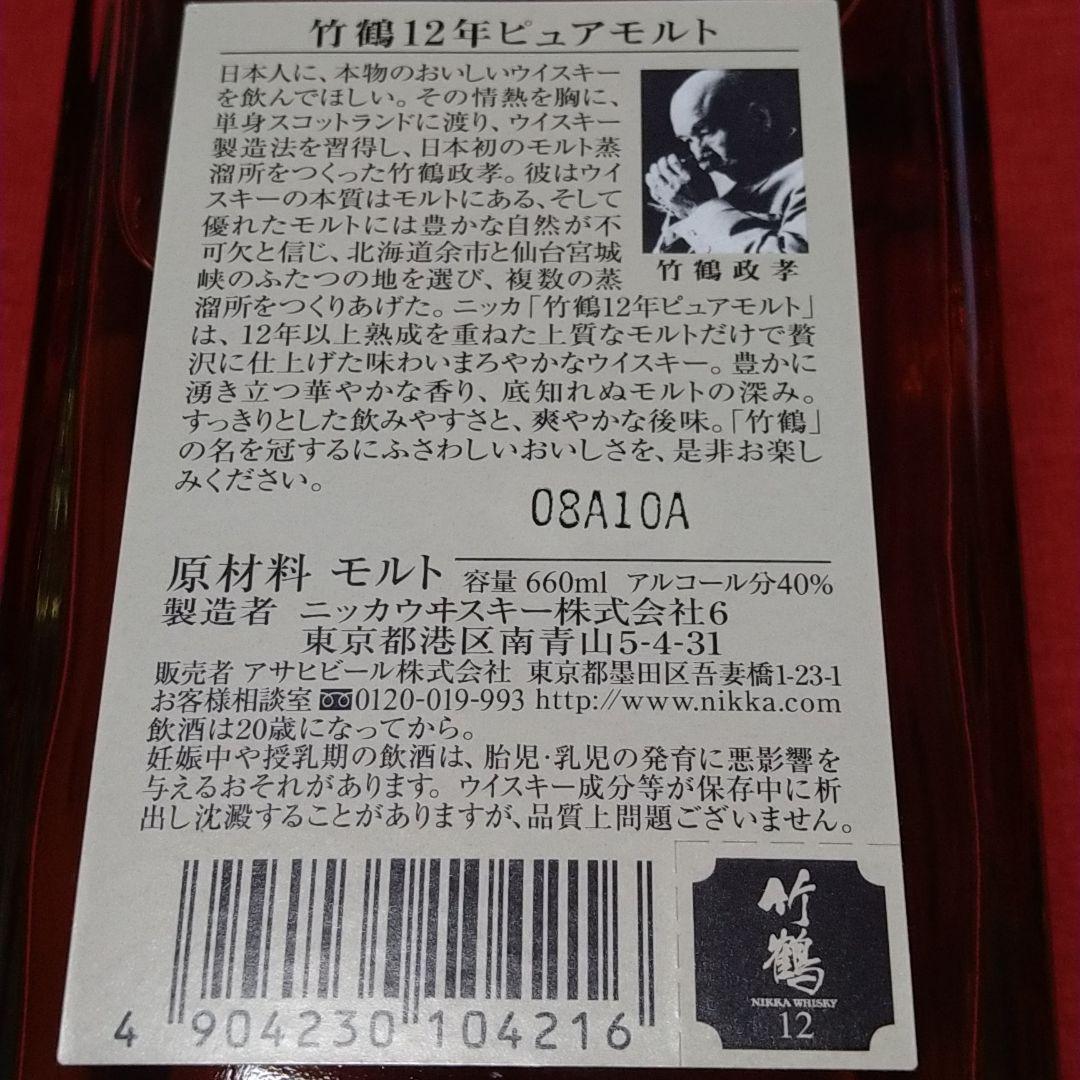 竹鶴12年ピュアモルト
日本人に、本物のおいしいウイスキー
を飲んでほしい。その情熱を胸に、
単身スコットランドに渡り、ウイスキー
製造法を習得し、日本初のモルト蒸
溜所をつくった竹鶴政孝。彼はウイ
スキーの本質はモルトにある、そして
優れたモルトには豊かな自然が不
可欠と信じ、北海道余市と仙台宮城
峡のふたつの地を選び、複数の蒸
溜所をつくりあげた。ニッカ「竹鶴12年ピュアモルト」
は、12年以上熟成を重ねた上質なモルトだけで贅
沢に仕上げた味わいまろやかなウイスキー。豊かに
湧き立つ華やかな香り、底知れぬモルトの深み。
すっきりとした飲みやすさと、爽やかな後味。「竹鶴」
の名を冠するにふさわしいおいしさを、是非お楽し
みください。
竹鶴政孝
08A10A
原材料 モルト 容量 660ml アルコール分40%
製造者 ニッカウヰスキー株式会社6
東京都港区南青山5-4-31
販売者 アサヒビール株式会社 東京都墨田区吾妻橋1-23-1
お客様相談室 0120-019-993 http://www.nikka.com
飲酒は20歳になってから。
妊娠中や授乳期の飲酒は、胎児・乳児の発育に悪影響を
与えるおそれがあります。ウイスキー成分等が保存中に析
出し沈澱することがありますが、品質上問題ございません。
4 904230 104216
竹鶴
NIKKA WHISKY
12